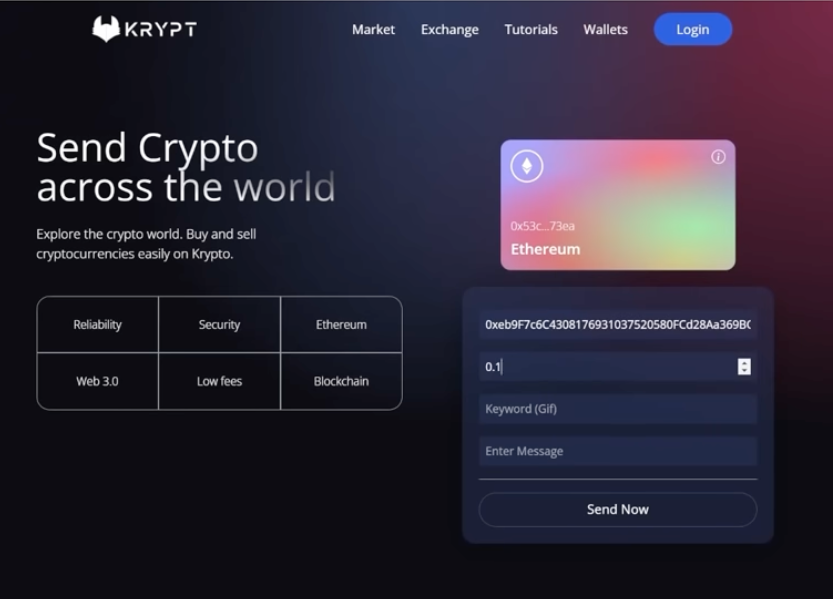 KRYPT
Market Exchange Tutorials Wallets Login
Send Crypto
across the world
Explore the crypto world. Buy and sell
cryptocurrencies easily on Krypto.
Reliability Security Ethereum
Web 3.0 Low fees Blockchain
i
0x53c...73ea
Ethereum
0xeb9F7c6C4308176931037520580FCd28Aa369B
0.1
Keyword (Gif)
Enter Message
Send Now